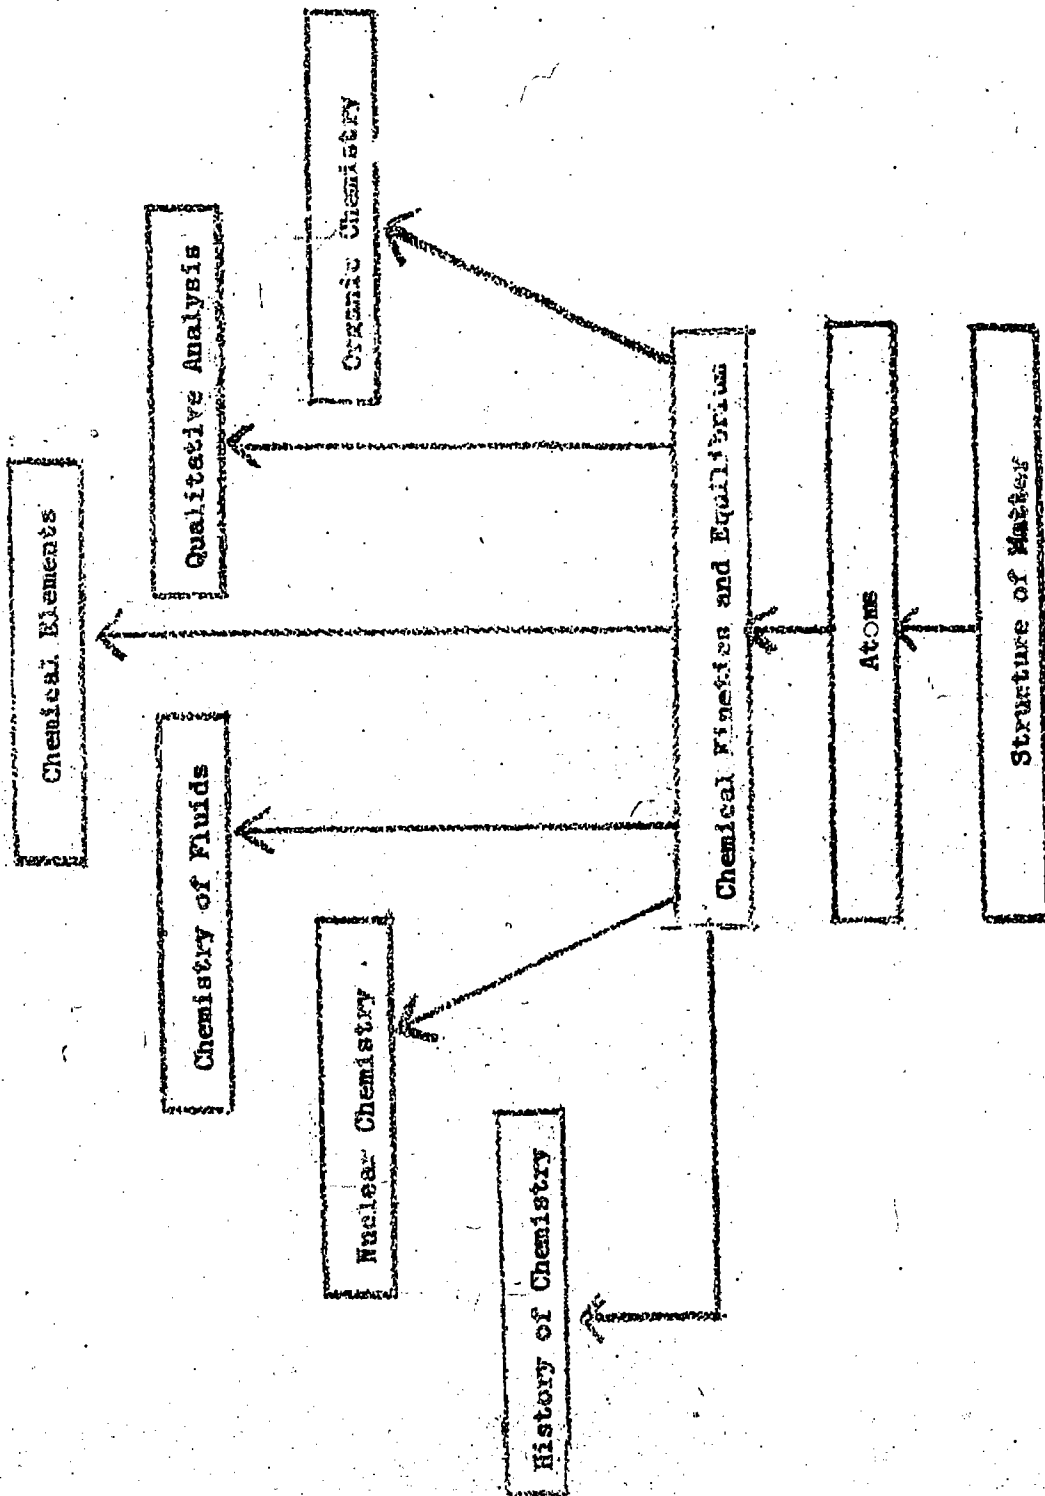 Chemical Elements
Qualitative Analysis
Chemistry of Fluids
Organic Chemistry
Nuclear Chemistry
History of Chemistry
Chemical Kinetics and Equilibrium
Atoms
Structure of Matter